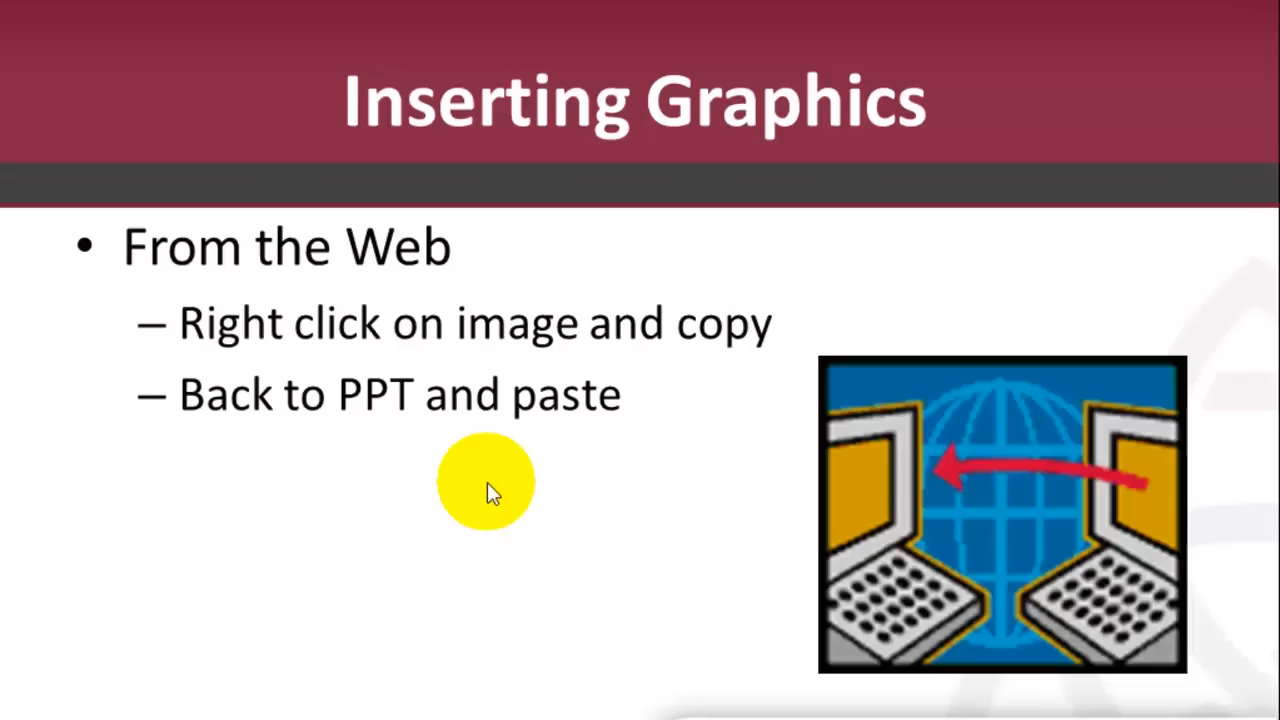 Inserting Graphics
• From the Web
– Right click on image and copy
– Back to PPT and paste